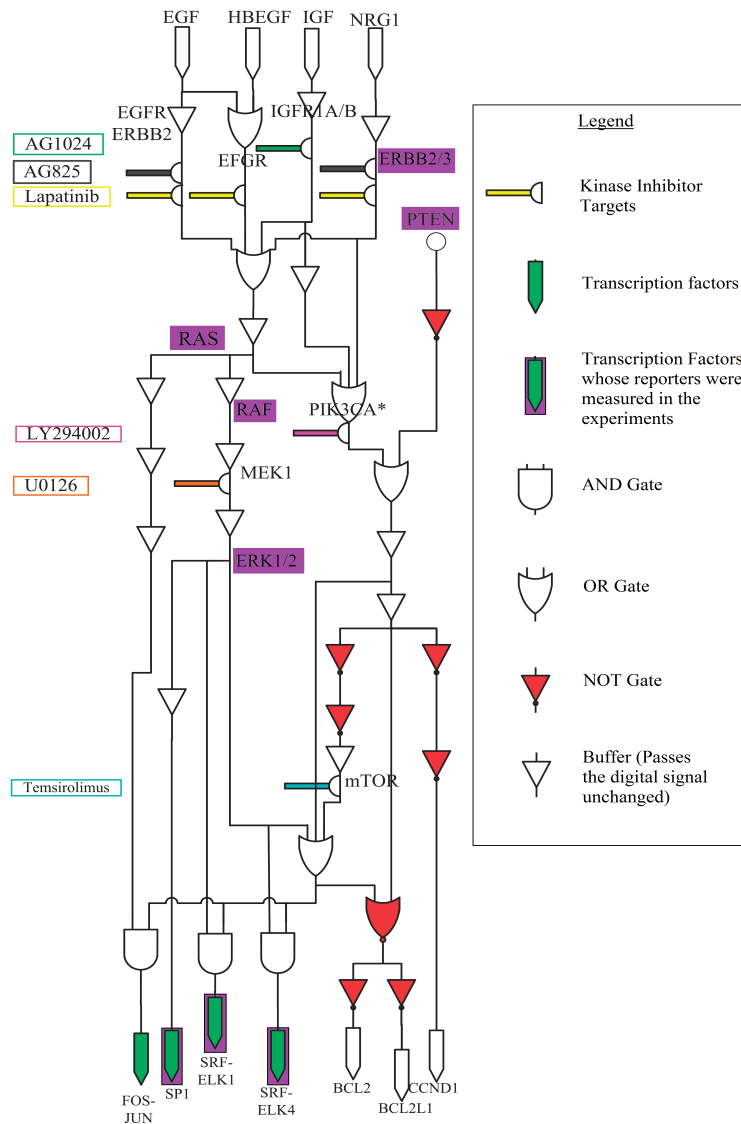 EGF
HBEGF
IGF
NRG1
EGFR
ERBB2
IGFR1A/B
AG1024
AG825
Lapatinib
EFGR
ERBB2/3
PTEN
RAS
RAF
PIK3CA*
LY294002
U0126
MEK1
ERK1/2
Temsirolimus
mTOR
FOS-
JUN
SP1
SRF-
ELK1
SRF-
ELK4
BCL2
BCL2L1
CCND1
Legend
Kinase Inhibitor
Targets
Transcription factors
Transcription Factors
whose reporters were
measured in the
experiments
AND Gate
OR Gate
NOT Gate
Buffer (Passes
the digital signal
unchanged)